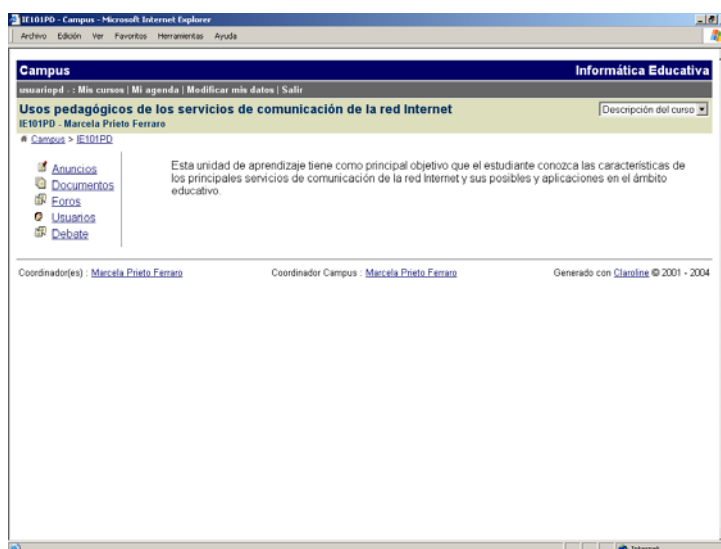 IE101PD - Campus - Microsoft Internet Explorer
Archivo Edición Ver Favoritos Herramientas Ayuda
Campus Informática Educativa
usuariopd - : Mis cursos | Mi agenda | Modificar mis datos | Salir
Usos pedagógicos de los servicios de comunicación de la red Internet
Descripción del curso
IE101PD - Marcela Prieto Ferraro
Campus > IE101PD
Anuncios
Documentos
Foros
Usuarios
Debate
Esta unidad de aprendizaje tiene como principal objetivo que el estudiante conozca las características de
los principales servicios de comunicación de la red Internet y sus posibles y aplicaciones en el ámbito
educativo.
Coordinador(es) : Marcela Prieto Ferraro Coordinador Campus : Marcela Prieto Ferraro Generado con Claroline © 2001 - 2004
Internet